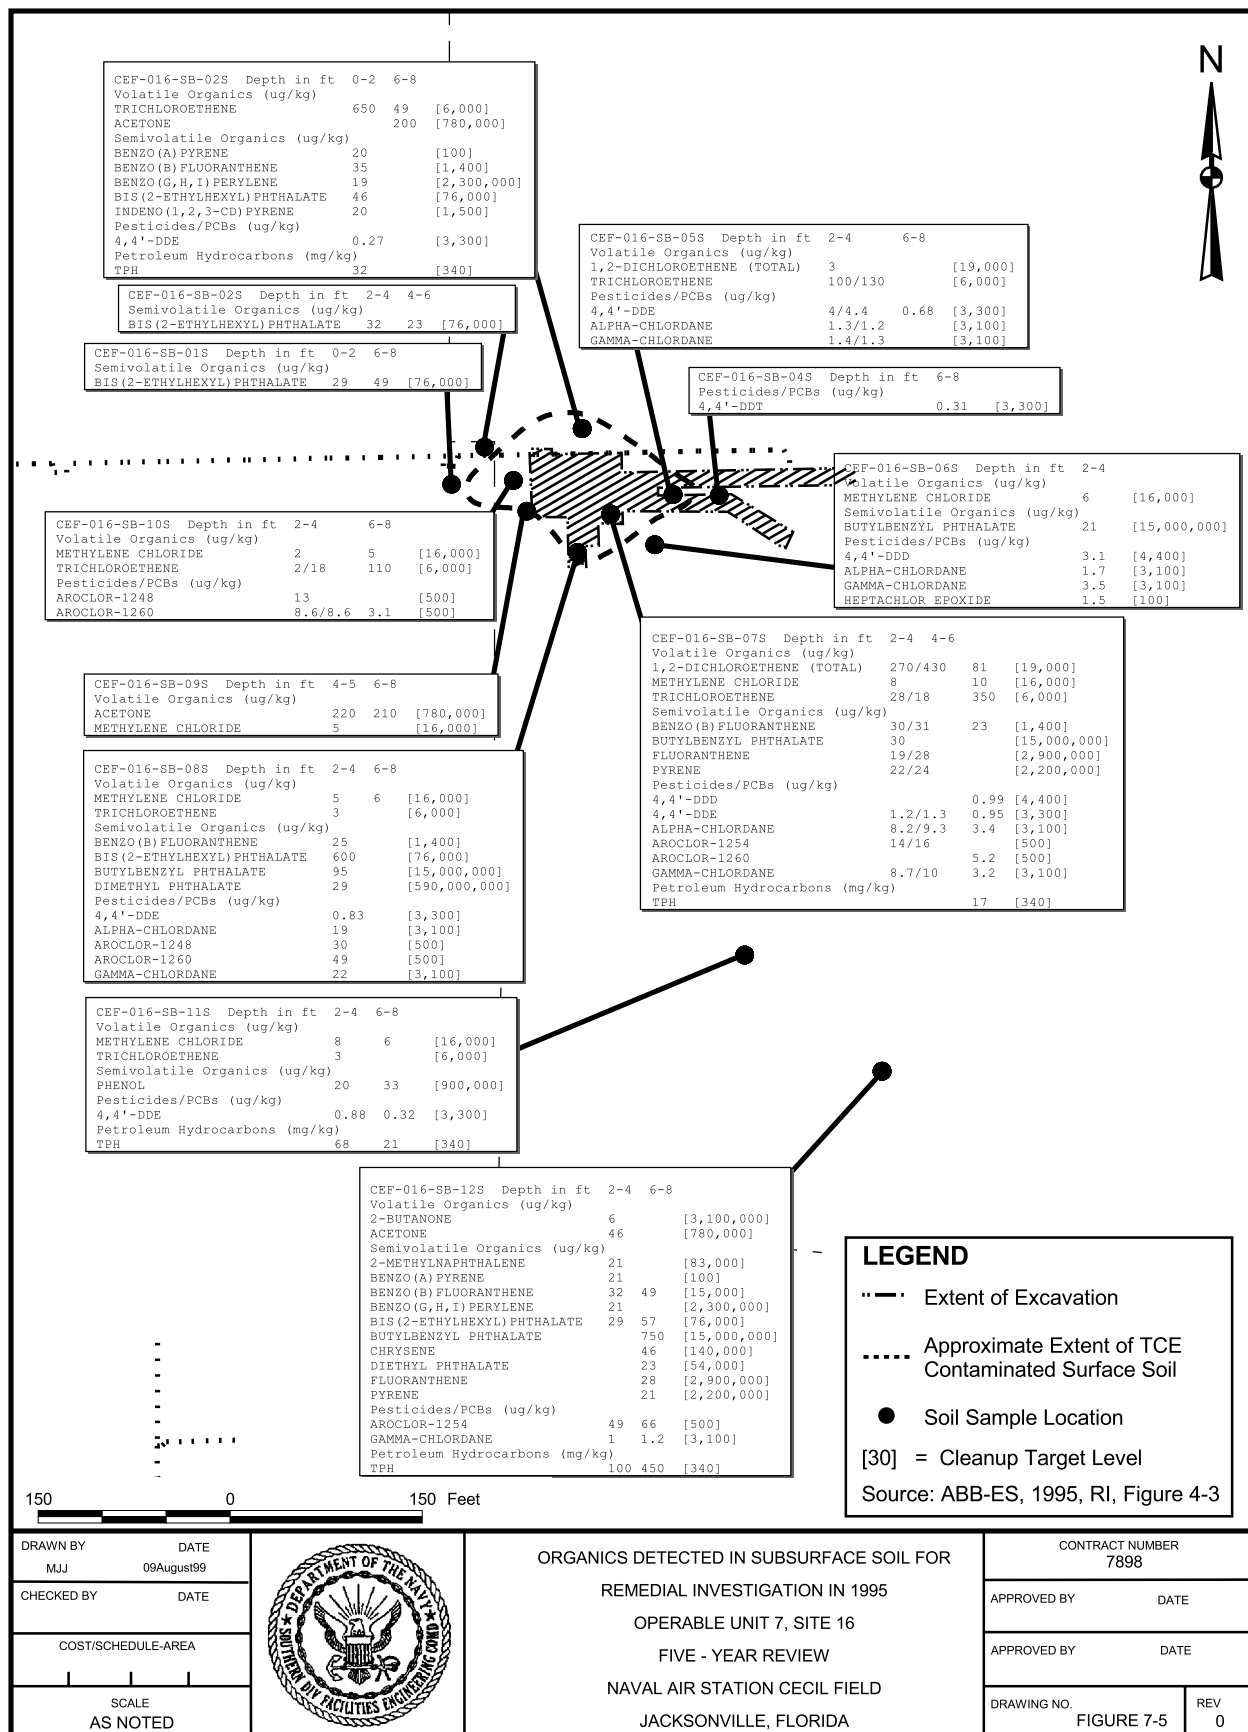 N
CEF-016-SB-02S Depth in ft 0-2 6-8
Volatile Organics (ug/kg)
TRICHLOROETHENE 650 49 [6,000]
ACETONE 200 [780,000]
Semivolatile Organics (ug/kg)
BENZO(A)PYRENE 20 [100]
BENZO(B)FLUORANTHENE 35 [1,400]
BENZO(G,H,I)PERYLENE 19 [2,300,000]
BIS(2-ETHYLHEXYL)PHTHALATE 46 [76,000]
INDENO(1,2,3-CD)PYRENE 20 [1,500]
Pesticides/PCBs (ug/kg)
4,4'-DDE 0.27 [3,300]
Petroleum Hydrocarbons (mg/kg)
TPH 32 [340]
CEF-016-SB-02S Depth in ft 2-4 4-6
Semivolatile Organics (ug/kg)
BIS(2-ETHYLHEXYL)PHTHALATE 32 23 [76,000]
CEF-016-SB-01S Depth in ft 0-2 6-8
Semivolatile Organics (ug/kg)
BIS(2-ETHYLHEXYL)PHTHALATE 29 49 [76,000]
CEF-016-SB-05S Depth in ft 2-4 6-8
Volatile Organics (ug/kg)
1,2-DICHLOROETHENE (TOTAL) 3 [19,000]
TRICHLOROETHENE 100/130 [6,000]
Pesticides/PCBs (ug/kg)
4,4'-DDE 4/4.4 0.68 [3,300]
ALPHA-CHLORDANE 1.3/1.2 [3,100]
GAMMA-CHLORDANE 1.4/1.3 [3,100]
CEF-016-SB-04S Depth in ft 6-8
Pesticides/PCBs (ug/kg)
4,4'-DDT 0.31 [3,300]
CEF-016-SB-06S Depth in ft 2-4
Volatile Organics (ug/kg)
METHYLENE CHLORIDE 6 [16,000]
Semivolatile Organics (ug/kg)
BUTYLBENZYL PHTHALATE 21 [15,000,000]
Pesticides/PCBs (ug/kg)
4,4'-DDD 3.1 [4,400]
ALPHA-CHLORDANE 1.7 [3,100]
GAMMA-CHLORDANE 3.5 [3,100]
HEPTACHLOR EPOXIDE 1.5 [100]
CEF-016-SB-10S Depth in ft 2-4 6-8
Volatile Organics (ug/kg)
METHYLENE CHLORIDE 2 5 [16,000]
TRICHLOROETHENE 2/18 110 [6,000]
Pesticides/PCBs (ug/kg)
AROCLOR-1248 13 [500]
AROCLOR-1260 8.6/8.6 3.1 [500]
CEF-016-SB-07S Depth in ft 2-4 4-6
Volatile Organics (ug/kg)
1,2-DICHLOROETHENE (TOTAL) 270/430 81 [19,000]
METHYLENE CHLORIDE 8 10 [16,000]
TRICHLOROETHENE 28/18 350 [6,000]
Semivolatile Organics (ug/kg)
BENZO(B)FLUORANTHENE 30/31 23 [1,400]
BUTYLBENZYL PHTHALATE 30 [15,000,000]
FLUORANTHENE 19/28 [2,900,000]
PYRENE 22/24 [2,200,000]
Pesticides/PCBs (ug/kg)
4,4'-DDD 0.99 [4,400]
4,4'-DDE 1.2/1.3 0.95 [3,300]
ALPHA-CHLORDANE 8.2/9.3 3.4 [3,100]
AROCLOR-1254 14/16 [500]
AROCLOR-1260 5.2 [500]
GAMMA-CHLORDANE 8.7/10 3.2 [3,100]
Petroleum Hydrocarbons (mg/kg)
TPH 17 [340]
CEF-016-SB-09S Depth in ft 4-5 6-8
Volatile Organics (ug/kg)
ACETONE 220 210 [780,000]
METHYLENE CHLORIDE 5 [16,000]
CEF-016-SB-08S Depth in ft 2-4 6-8
Volatile Organics (ug/kg)
METHYLENE CHLORIDE 5 6 [16,000]
TRICHLOROETHENE 3 [6,000]
Semivolatile Organics (ug/kg)
BENZO(B)FLUORANTHENE 25 [1,400]
BIS(2-ETHYLHEXYL)PHTHALATE 600 [76,000]
BUTYLBENZYL PHTHALATE 95 [15,000,000]
DIMETHYL PHTHALATE 29 [590,000,000]
Pesticides/PCBs (ug/kg)
4,4'-DDE 0.83 [3,300]
ALPHA-CHLORDANE 19 [3,100]
AROCLOR-1248 30 [500]
AROCLOR-1260 49 [500]
GAMMA-CHLORDANE 22 [3,100]
CEF-016-SB-11S Depth in ft 2-4 6-8
Volatile Organics (ug/kg)
METHYLENE CHLORIDE 8 6 [16,000]
TRICHLOROETHENE 3 [6,000]
Semivolatile Organics (ug/kg)
PHENOL 20 33 [900,000]
Pesticides/PCBs (ug/kg)
4,4'-DDE 0.88 0.32 [3,300]
Petroleum Hydrocarbons (mg/kg)
TPH 68 21 [340]
CEF-016-SB-12S Depth in ft 2-4 6-8
Volatile Organics (ug/kg)
2-BUTANONE 6 [3,100,000]
ACETONE 46 [780,000]
Semivolatile Organics (ug/kg)
2-METHYLNAPHTHALENE 21 [83,000]
BENZO(A)PYRENE 21 [100]
BENZO(B)FLUORANTHENE 32 49 [15,000]
BENZO(G,H,I)PERYLENE 21 [2,300,000]
BIS(2-ETHYLHEXYL)PHTHALATE 29 57 [76,000]
BUTYLBENZYL PHTHALATE 750 [15,000,000]
CHRYSENE 46 [140,000]
DIETHYL PHTHALATE 23 [54,000]
FLUORANTHENE 28 [2,900,000]
PYRENE 21 [2,200,000]
Pesticides/PCBs (ug/kg)
AROCLOR-1254 49 66 [500]
GAMMA-CHLORDANE 1 1.2 [3,100]
Petroleum Hydrocarbons (mg/kg)
TPH 100 450 [340]
LEGEND
Extent of Excavation
Approximate Extent of TCE
Contaminated Surface Soil
Soil Sample Location
[30] = Cleanup Target Level
Source: ABB-ES, 1995, RI, Figure 4-3
150 0 150 Feet
DRAWN BY DATE
MJJ 09August99
CHECKED BY DATE
COST/SCHEDULE-AREA
SCALE
AS NOTED
DEPARTMENT OF THE NAVY
SOUTHERN DIV FACILITIES ENGINEERING COMD
ORGANICS DETECTED IN SUBSURFACE SOIL FOR
REMEDIAL INVESTIGATION IN 1995
OPERABLE UNIT 7, SITE 16
FIVE - YEAR REVIEW
NAVAL AIR STATION CECIL FIELD
JACKSONVILLE, FLORIDA
CONTRACT NUMBER
7898
APPROVED BY DATE
APPROVED BY DATE
DRAWING NO.
FIGURE 7-5
REV
0